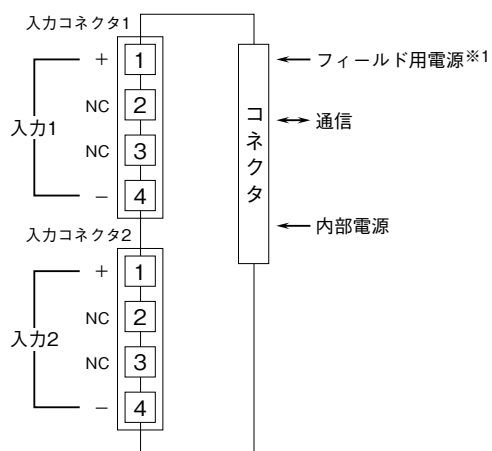 入力コネクタ1
+ 1
NC 2
NC 3
− 4
入力1
入力コネクタ2
+ 1
NC 2
NC 3
− 4
入力2
コネクタ
フィールド用電源※1
通信
内部電源